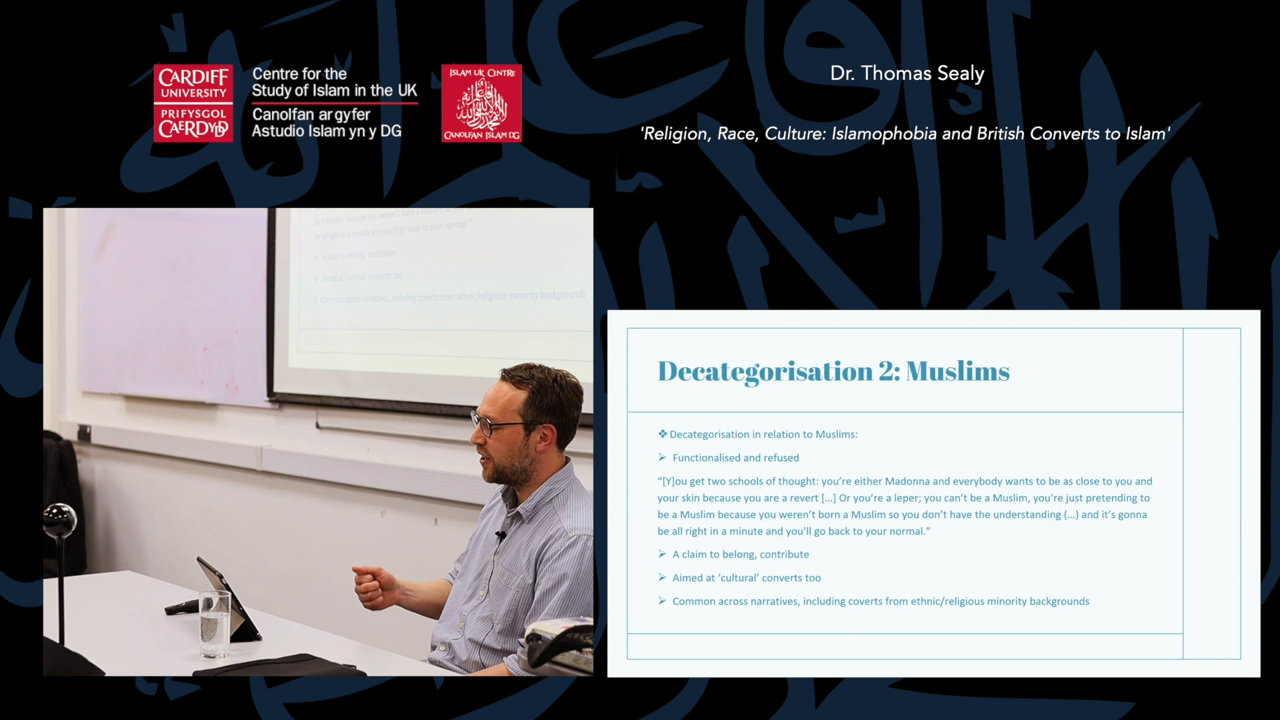 CARDIFF
UNIVERSITY
PRIFYSGOL
CAERDYDD
Centre for the
Study of Islam in the UK
Canolfan ar gyfer
Astudio Islam yn y DG
ISLAM UK CENTRE
CANOLFAN ISLAM DG
Dr. Thomas Sealy
'Religion, Race, Culture: Islamophobia and British Converts to Islam'
Decategorisation 2: Muslims
❖ Decategorisation in relation to Muslims:
➢ Functionalised and refused
“[Y]ou get two schools of thought: you’re either Madonna and everybody wants to be as close to you and
your skin because you are a revert […] Or you’re a leper; you can’t be a Muslim, you’re just pretending to
be a Muslim because you weren’t born a Muslim so you don’t have the understanding (…) and it’s gonna
be all right in a minute and you’ll go back to your normal.”
➢ A claim to belong, contribute
➢ Aimed at ‘cultural’ converts too
➢ Common across narratives, including coverts from ethnic/religious minority backgrounds